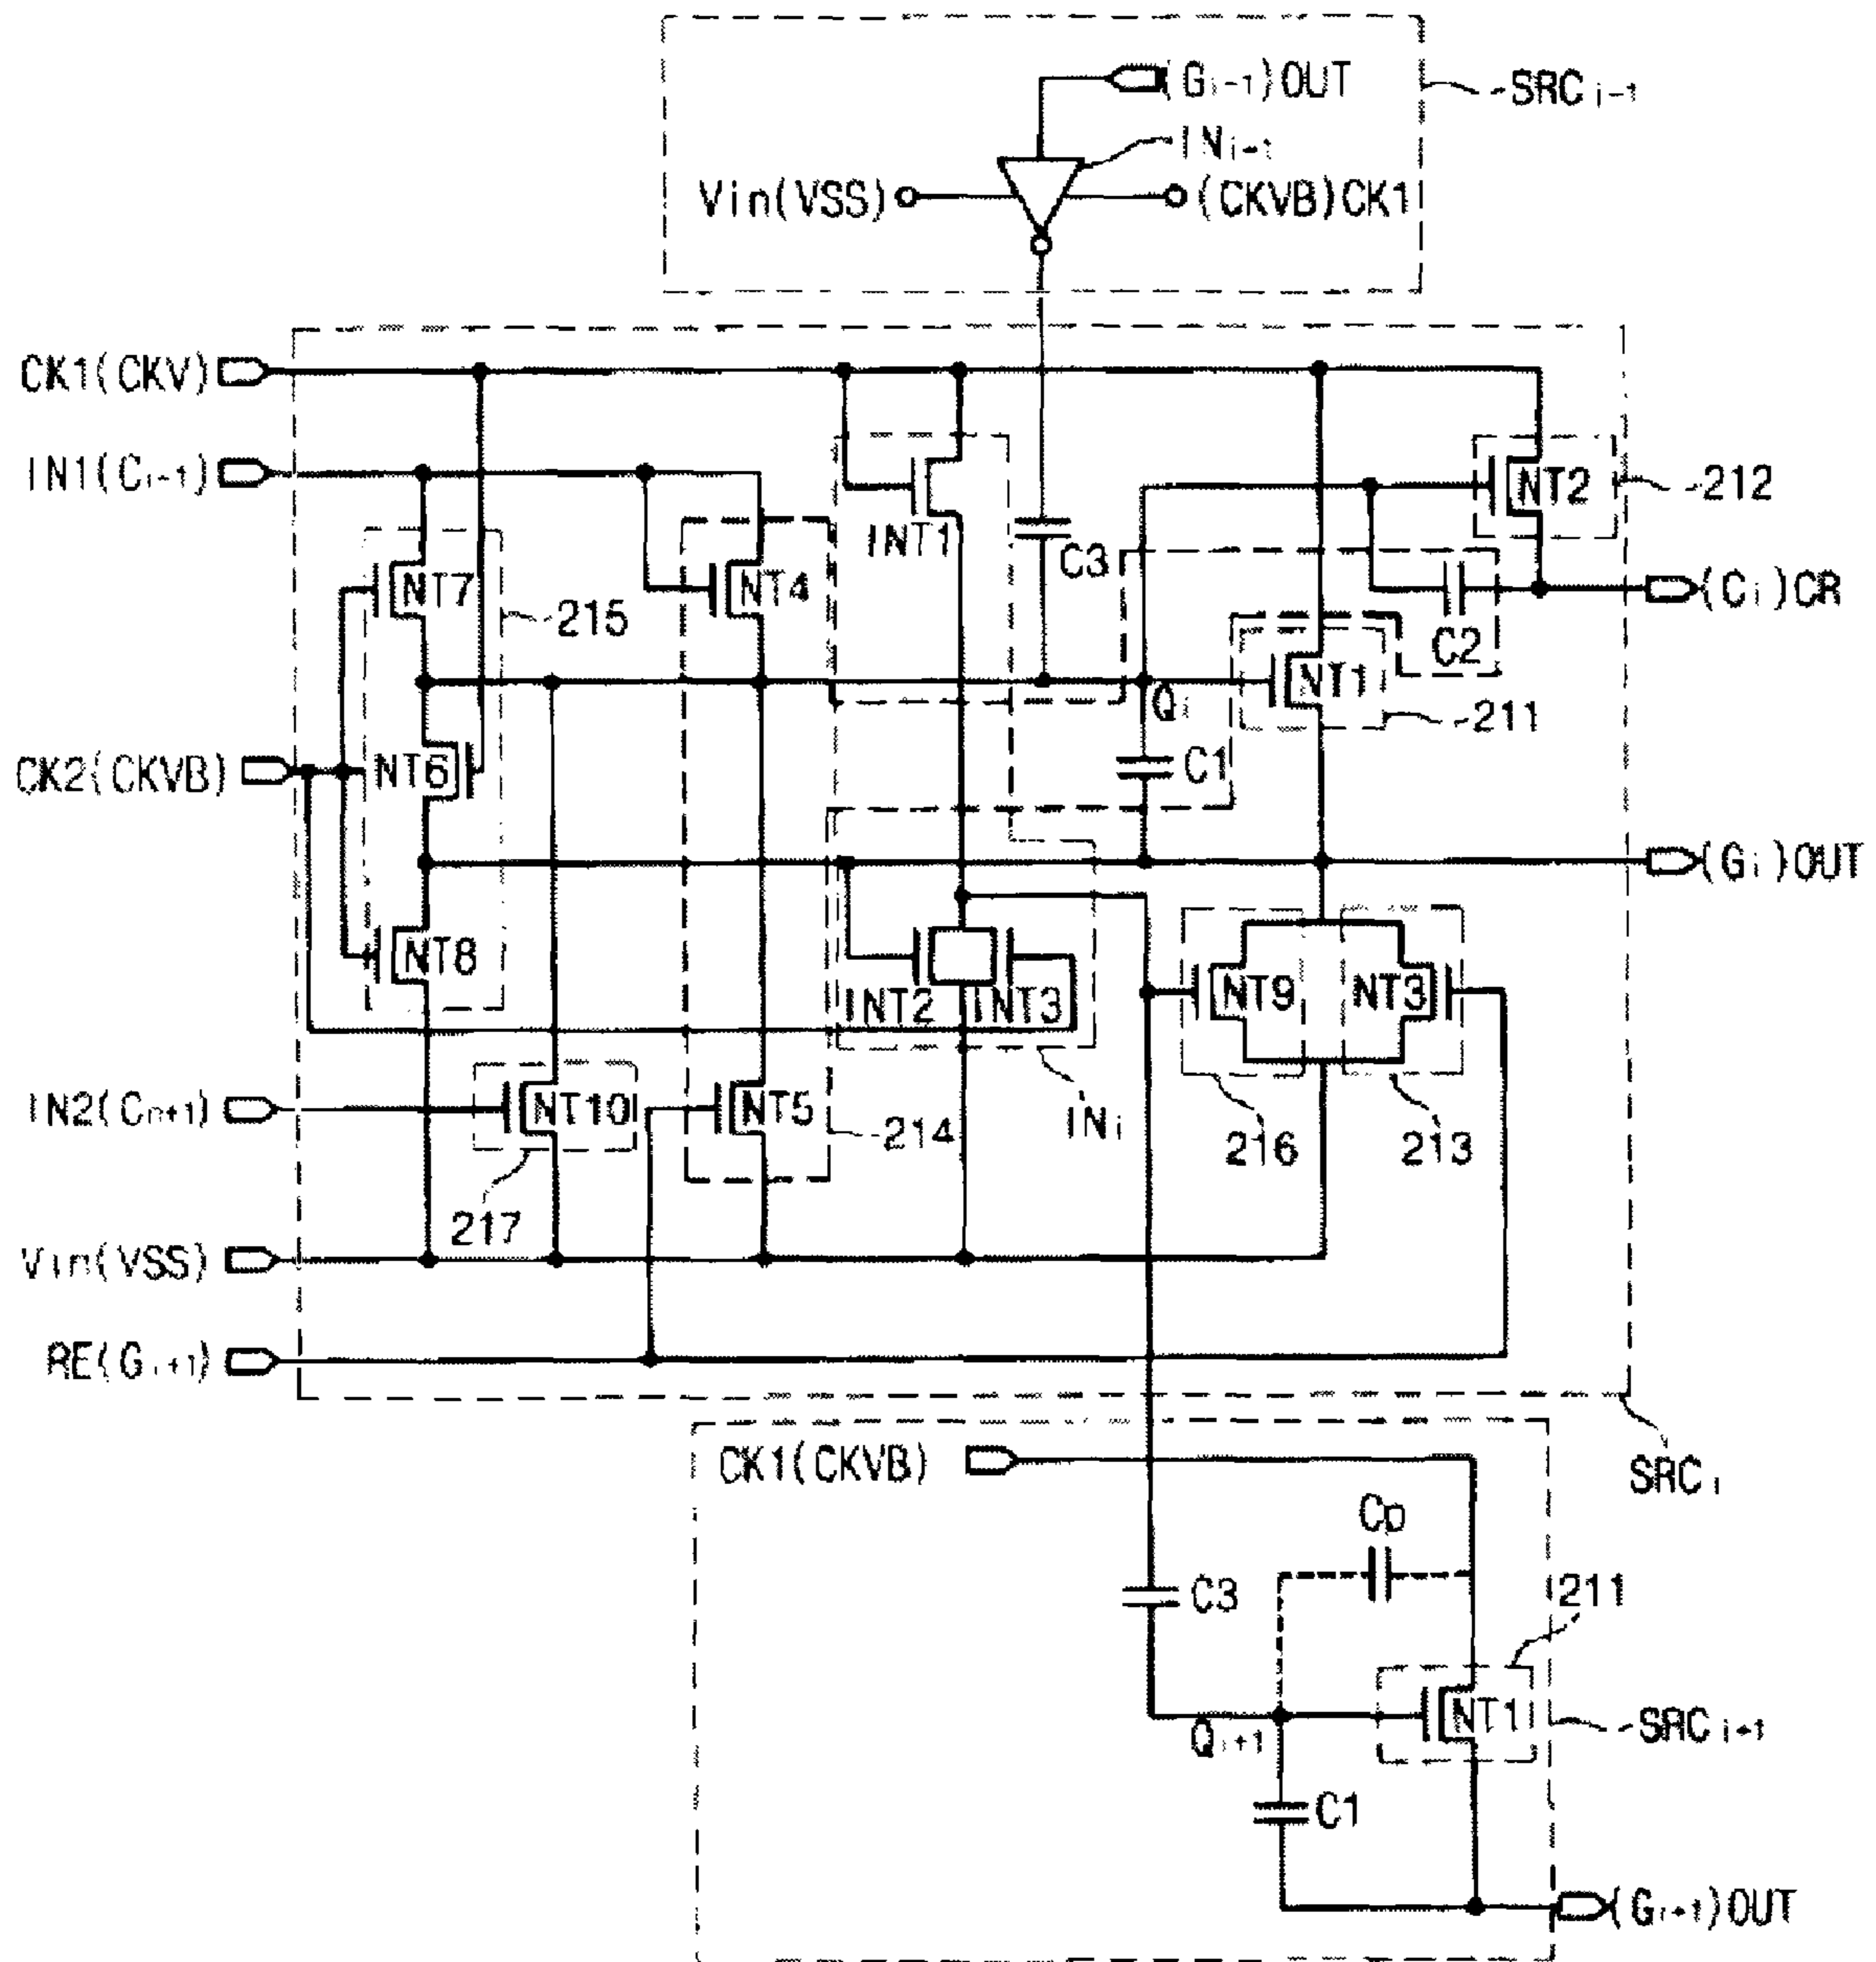 (Gi-1)OUT
SRCi-1
INi-1
Vin(VSS)
(CKVB)CK1
CK1(CKV)
IN1(Ci-1)
NT2
212
INT1
C3
NT7
NT4
215
(Ci)CR
C2
NT1
Qi
211
CK2(CKVB)
NT6
C1
(Gi)OUT
NT8
INT2
INT3
NT9
NT3
IN2(Cn+1)
NT10
NT5
214
INi
216
213
217
Vin(VSS)
RE(Gi+1)
CK1(CKVB)
SRCi
CD
C3
211
NT1
Qi+1
SRCi+1
C1
(Gi+1)OUT